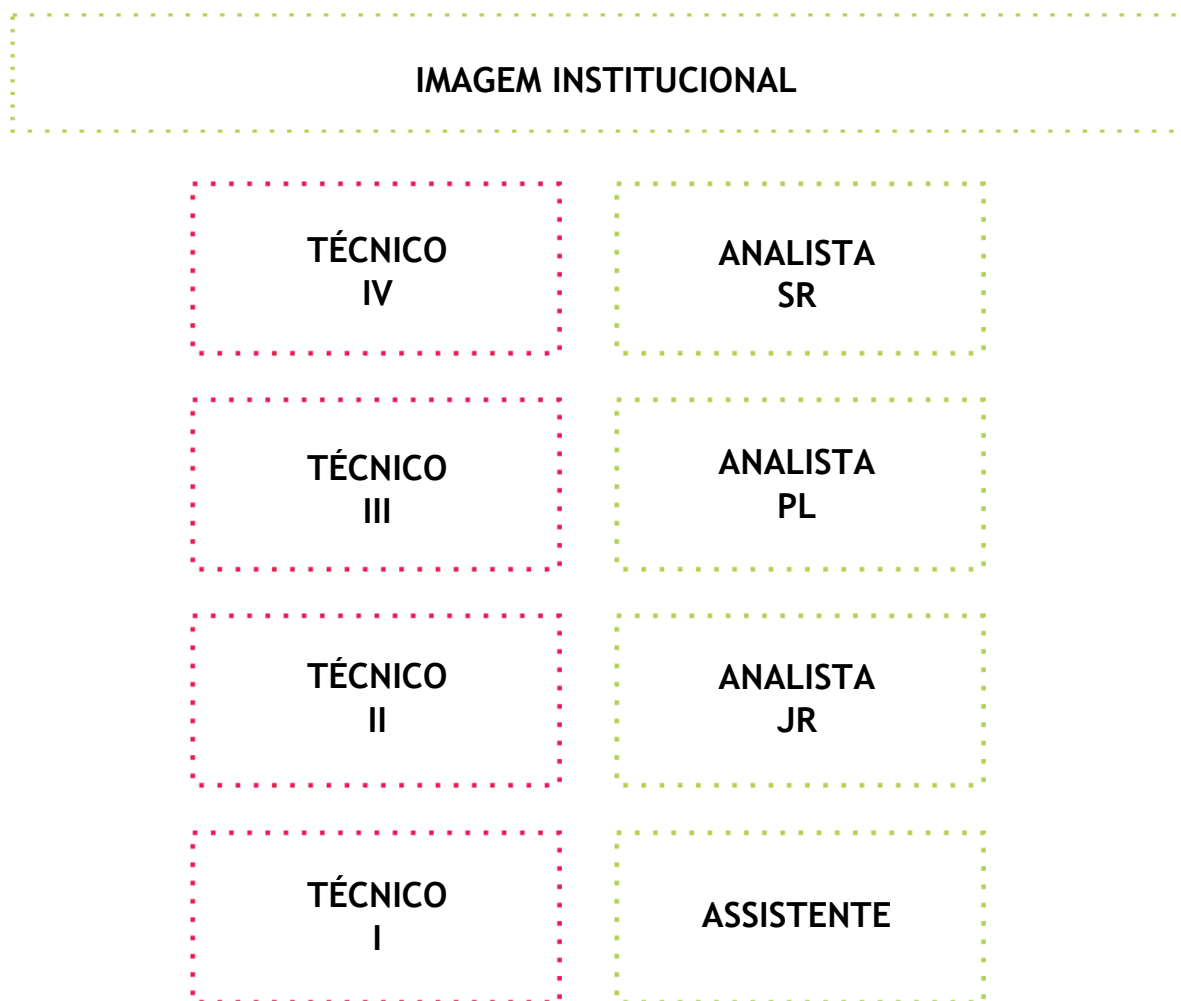 IMAGEM INSTITUCIONAL
TÉCNICO
IV
ANALISTA
SR
TÉCNICO
III
ANALISTA
PL
TÉCNICO
II
ANALISTA
JR
TÉCNICO
I
ASSISTENTE